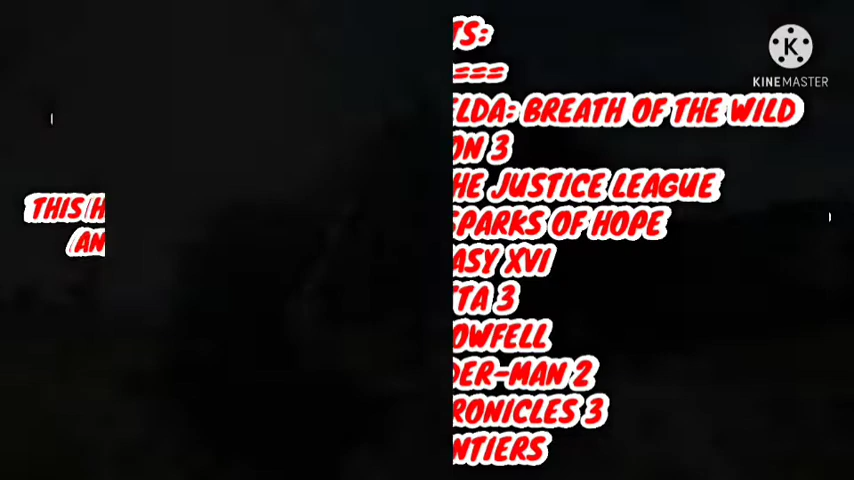 TS:
===
ELDA: BREATH OF THE WILD
ON 3
HE JUSTICE LEAGUE
SPARKS OF HOPE
ASY XVI
TTA 3
OWFELL
DER-MAN 2
RONICLES 3
NTIERS
THIS H
AN
K
KINEMASTER